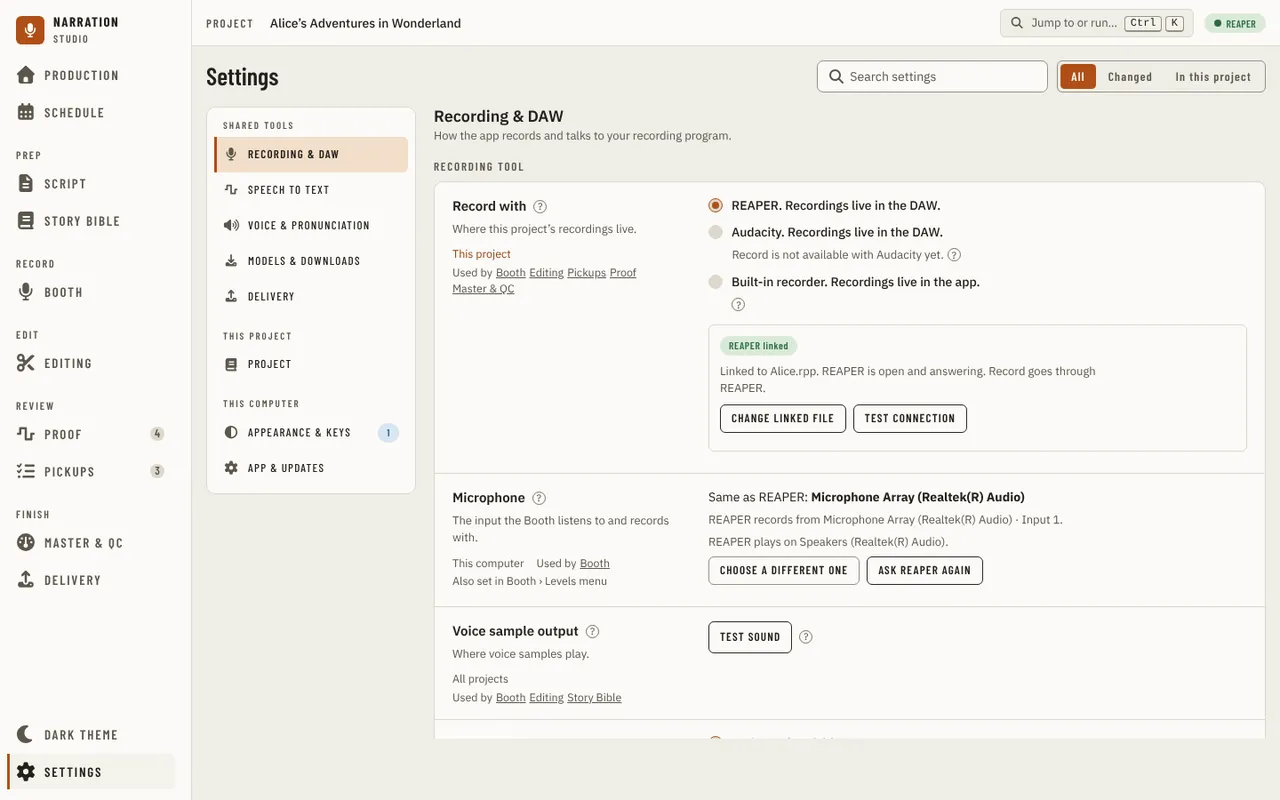 NARRATION
STUDIO
PRODUCTION
SCHEDULE
PREP
SCRIPT
STORY BIBLE
RECORD
BOOTH
EDIT
EDITING
REVIEW
PROOF 4
PICKUPS 3
FINISH
MASTER & QC
DELIVERY
DARK THEME
SETTINGS
PROJECT Alice’s Adventures in Wonderland
Jump to or run… Ctrl K
REAPER
Settings
Search settings
All Changed In this project
SHARED TOOLS
RECORDING & DAW
SPEECH TO TEXT
VOICE & PRONUNCIATION
MODELS & DOWNLOADS
DELIVERY
THIS PROJECT
PROJECT
THIS COMPUTER
APPEARANCE & KEYS 1
APP & UPDATES
Recording & DAW
How the app records and talks to your recording program.
RECORDING TOOL
Record with ?
Where this project’s recordings live.
This project
Used by Booth Editing Pickups Proof
Master & QC
REAPER. Recordings live in the DAW.
Audacity. Recordings live in the DAW.
Record is not available with Audacity yet. ?
Built-in recorder. Recordings live in the app.
?
REAPER linked
Linked to Alice.rpp. REAPER is open and answering. Record goes through
REAPER.
CHANGE LINKED FILE TEST CONNECTION
Microphone ?
The input the Booth listens to and records
with.
This computer Used by Booth
Also set in Booth › Levels menu
Same as REAPER: Microphone Array (Realtek(R) Audio)
REAPER records from Microphone Array (Realtek(R) Audio) · Input 1.
REAPER plays on Speakers (Realtek(R) Audio).
CHOOSE A DIFFERENT ONE ASK REAPER AGAIN
Voice sample output ?
Where voice samples play.
All projects
Used by Booth Editing Story Bible
TEST SOUND ?